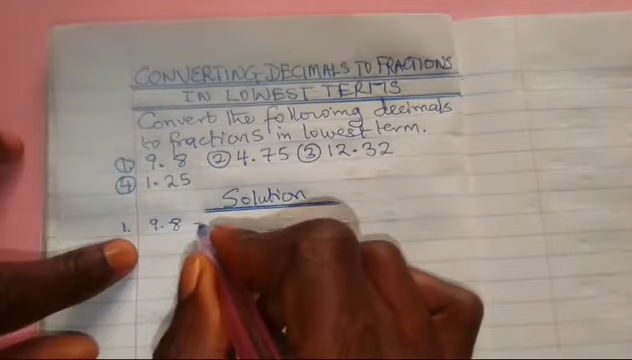 CONVERTING DECIMALS TO FRACTIONS
IN LOWEST TERMS
Convert the following decimals
to fractions in lowest term.
① 9.8 ② 4.75 ③ 12.32
④ 1.25
Solution
1. 9.8 -